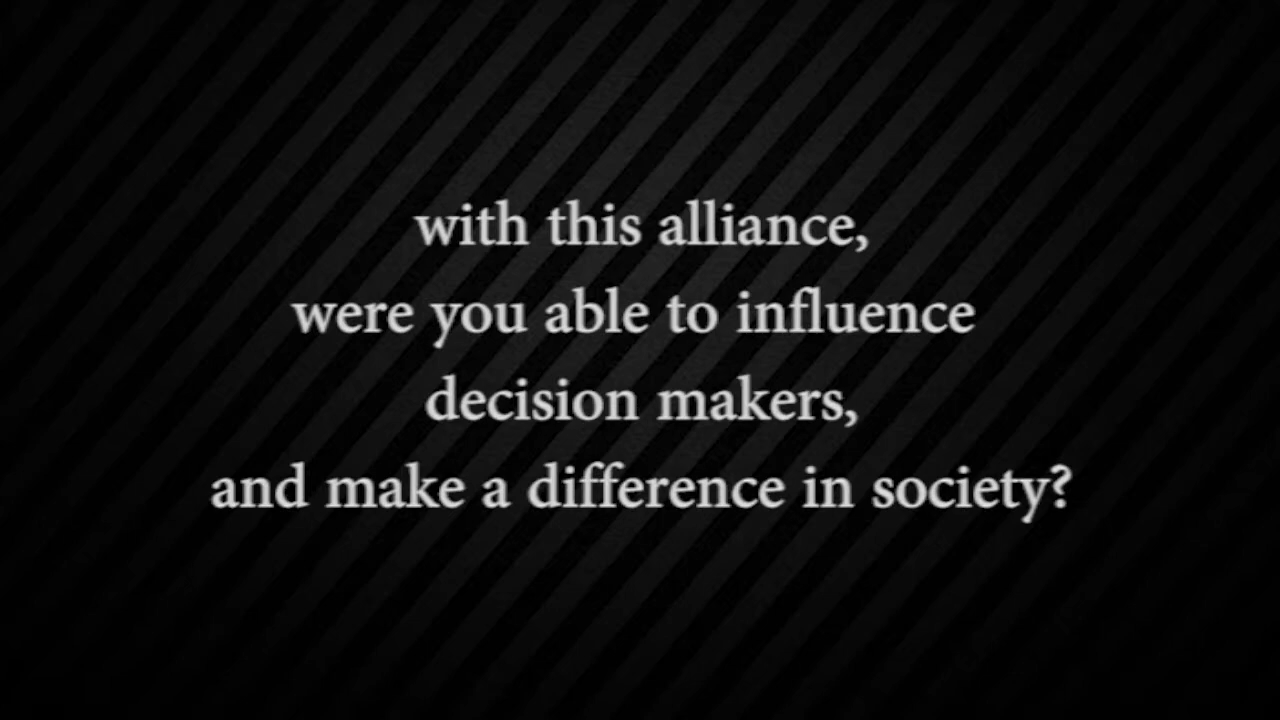 with this alliance,
were you able to influence
decision makers,
and make a difference in society?